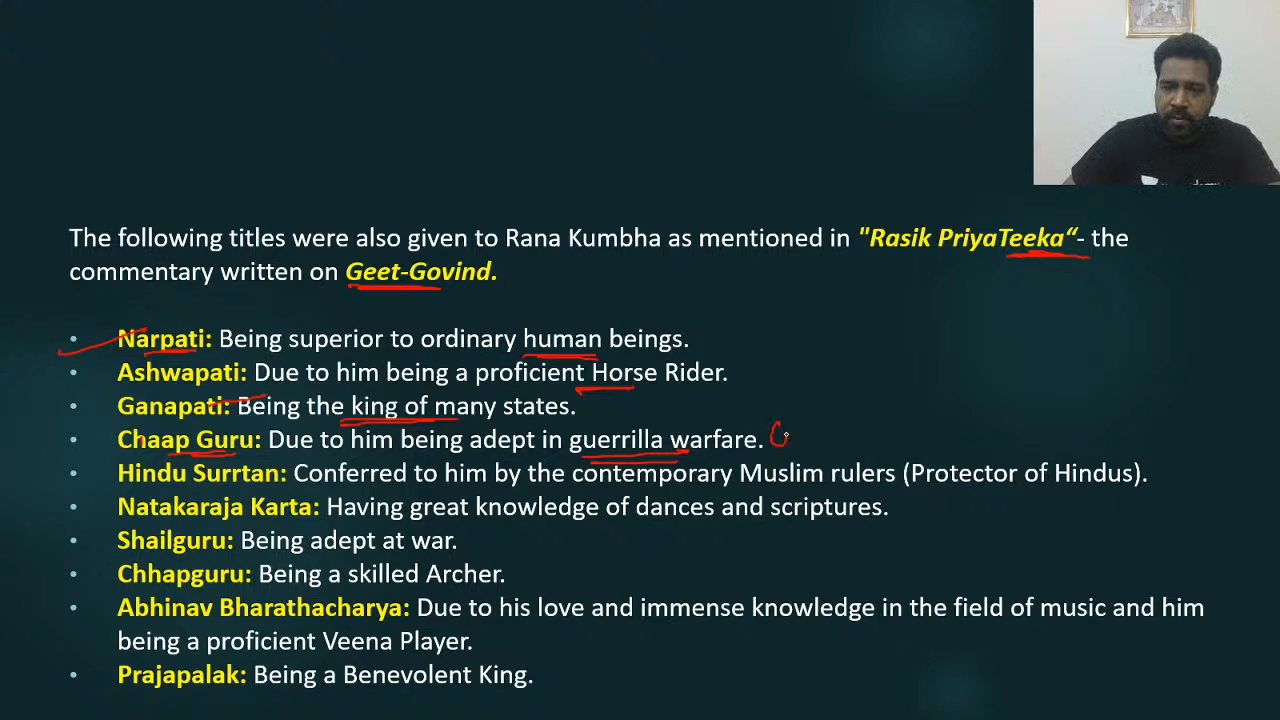 The following titles were also given to Rana Kumbha as mentioned in "Rasik PriyaTeeka“- the
commentary written on Geet-Govind.
• Narpati: Being superior to ordinary human beings.
• Ashwapati: Due to him being a proficient Horse Rider.
• Ganapati: Being the king of many states.
• Chaap Guru: Due to him being adept in guerrilla warfare.
• Hindu Surrtan: Conferred to him by the contemporary Muslim rulers (Protector of Hindus).
• Natakaraja Karta: Having great knowledge of dances and scriptures.
• Shailguru: Being adept at war.
• Chhapguru: Being a skilled Archer.
• Abhinav Bharathacharya: Due to his love and immense knowledge in the field of music and him
being a proficient Veena Player.
• Prajapalak: Being a Benevolent King.